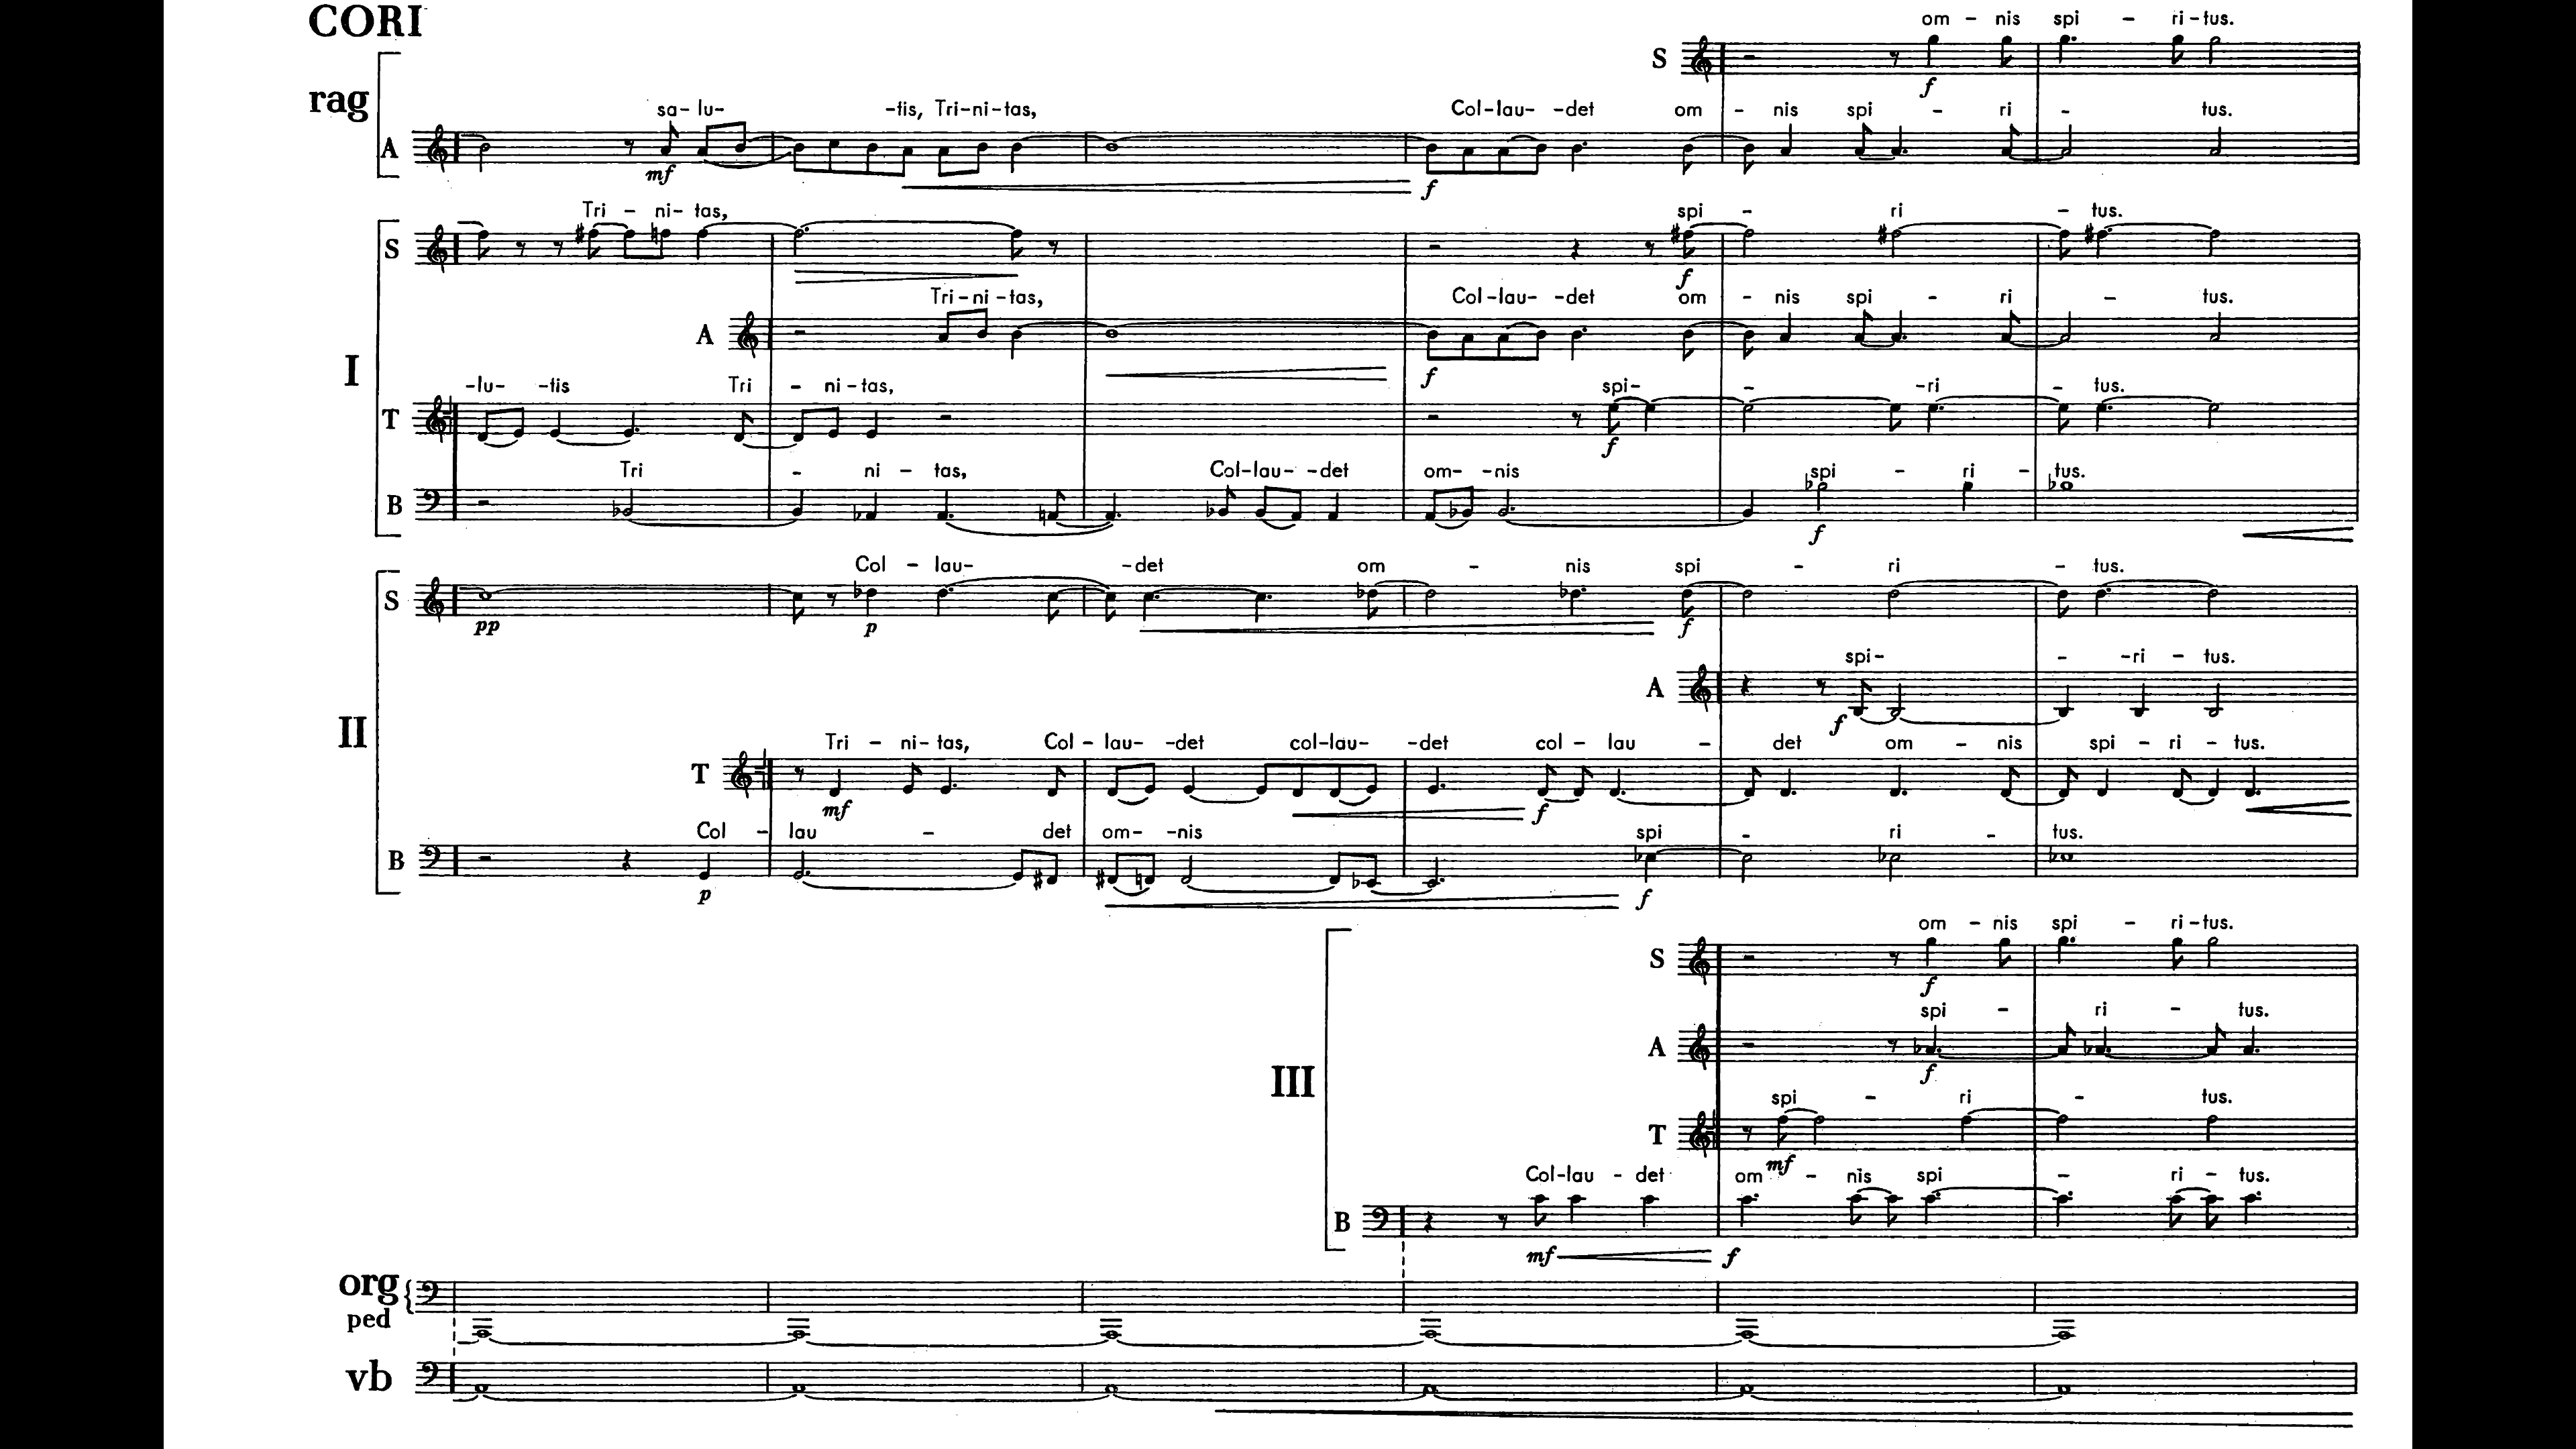 CORI
om – nis spi – ri – tus.
S
f
rag
sa – lu- -tis, Tri – ni – tas, Col – lau- -det om – nis spi – ri – tus.
A
mf f
Tri – ni – tas, spi – ri – tus.
S
f
Tri – ni – tas, Col – lau- -det om – nis spi – ri – tus.
A
f
I
-lu- -tis Tri – ni – tas, spi- – -ri – tus.
T
f
Tri – ni – tas, Col – lau- -det om- -nis spi – ri – tus.
B
f
Col – lau- -det om – nis spi – ri – tus.
S
pp p f
spi- – -ri – tus.
A
f
II
Tri – ni – tas, Col – lau- -det col – lau- -det col – lau – det om – nis spi – ri – tus.
T
mf f
Col – lau – det om- -nis spi – ri – tus.
B
p f
om – nis spi – ri – tus.
S
f
spi – ri – tus.
A
f
III
spi – ri – tus.
T
mf
Col – lau – det om – nis spi – ri – tus.
B
mf f
org
ped
vb